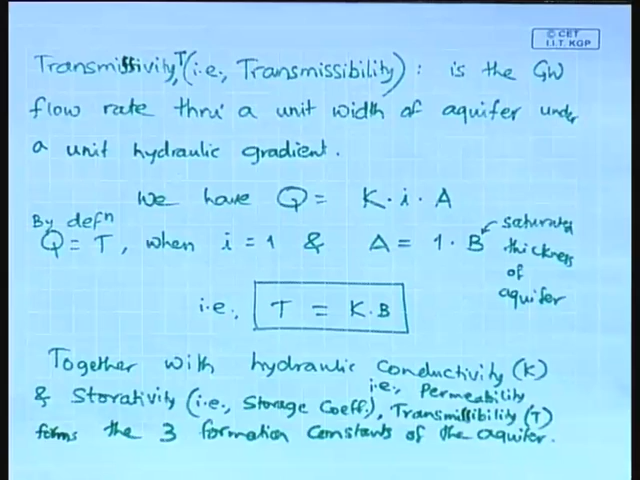 © CET
I.I.T. KGP
Transmissivity, T (i.e., Transmissibility) : is the GW
flow rate thru' a unit width of aquifer under
a unit hydraulic gradient.
We have Q = K . i . A
By defn
Q = T, when i = 1 & A = 1 . B
saturated
thickness
of
aquifer
i.e., T = K.B
Together with hydraulic Conductivity (K)
i.e., Permeability
& Storativity (i.e., Storage Coeff.), Transmissibility (T)
forms the 3 formation constants of the aquifer.